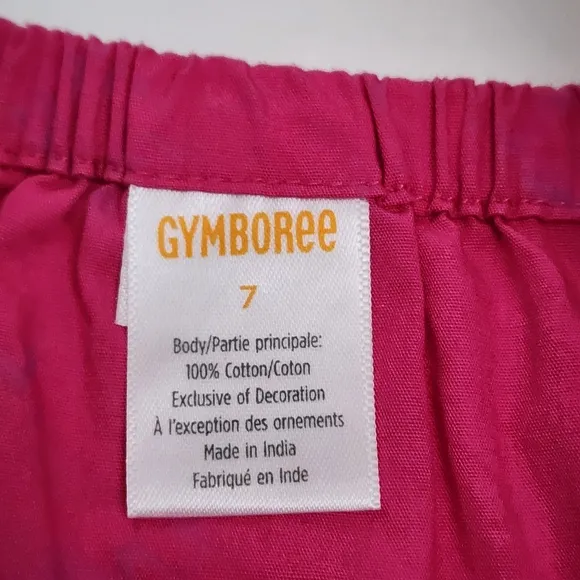 GYMBOREE
7
Body/Partie principale:
100% Cotton/Coton
Exclusive of Decoration
À l'exception des ornements
Made in India
Fabriqué en Inde